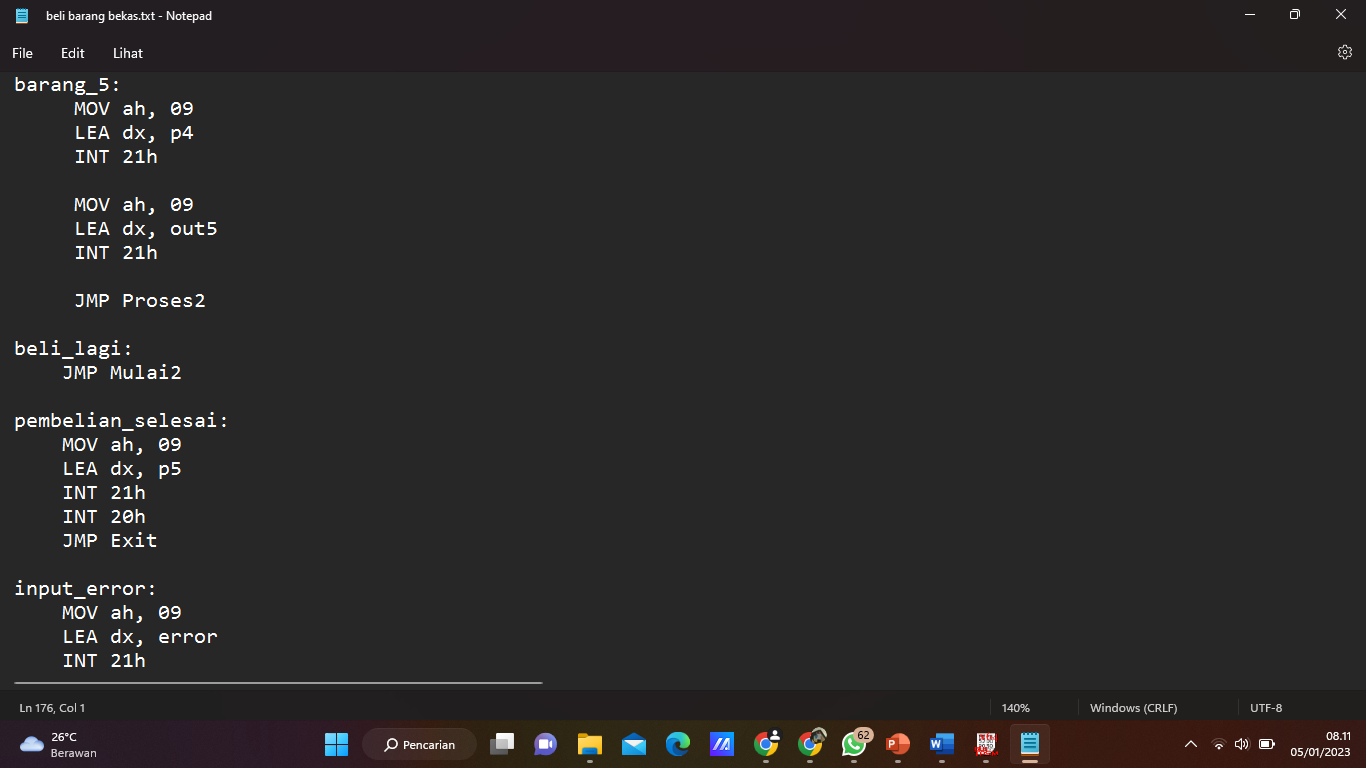 beli barang bekas.txt - Notepad
File Edit Lihat
barang_5:
MOV ah, 09
LEA dx, p4
INT 21h
MOV ah, 09
LEA dx, out5
INT 21h
JMP Proses2
beli_lagi:
JMP Mulai2
pembelian_selesai:
MOV ah, 09
LEA dx, p5
INT 21h
INT 20h
JMP Exit
input_error:
MOV ah, 09
LEA dx, error
INT 21h
Ln 176, Col 1 140% Windows (CRLF) UTF-8
26°C
Berawan
Pencarian
62
08.11
05/01/2023